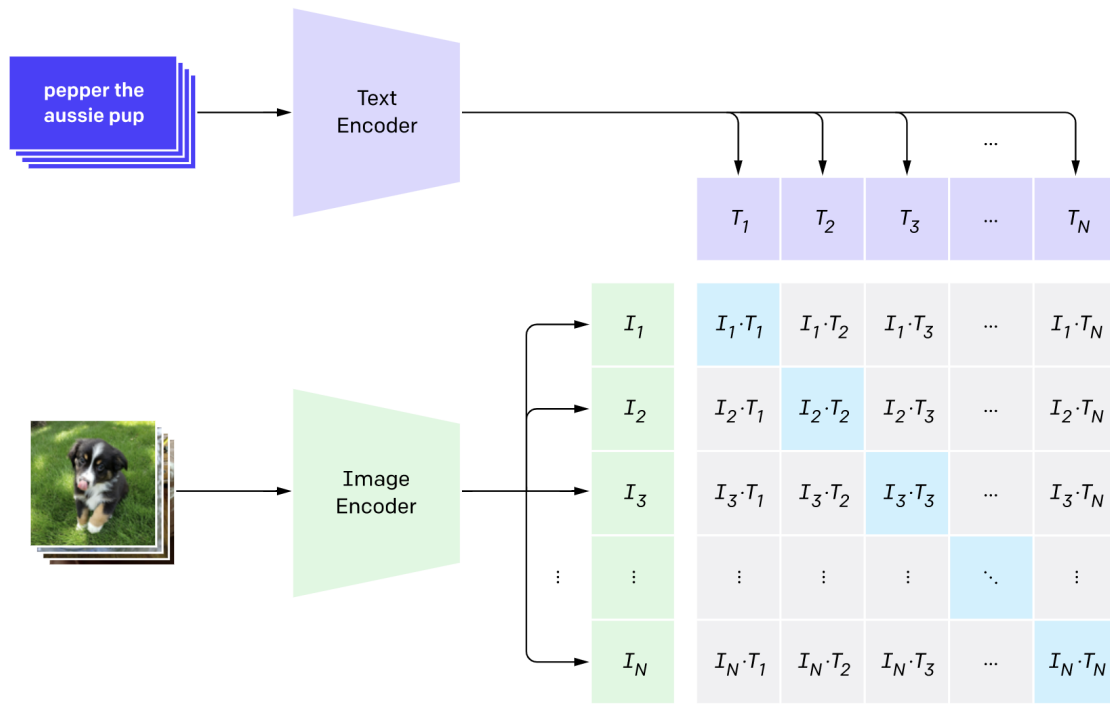 pepper the
aussie pup
Text
Encoder
...
T1 T2 T3 ... TN
I1 I1·T1 I1·T2 I1·T3 ... I1·TN
I2 I2·T1 I2·T2 I2·T3 ... I2·TN
Image
Encoder
I3 I3·T1 I3·T2 I3·T3 ... I3·TN
⋮ ⋮ ⋮ ⋮ ⋮ ⋱ ⋮
IN IN·T1 IN·T2 IN·T3 ... IN·TN